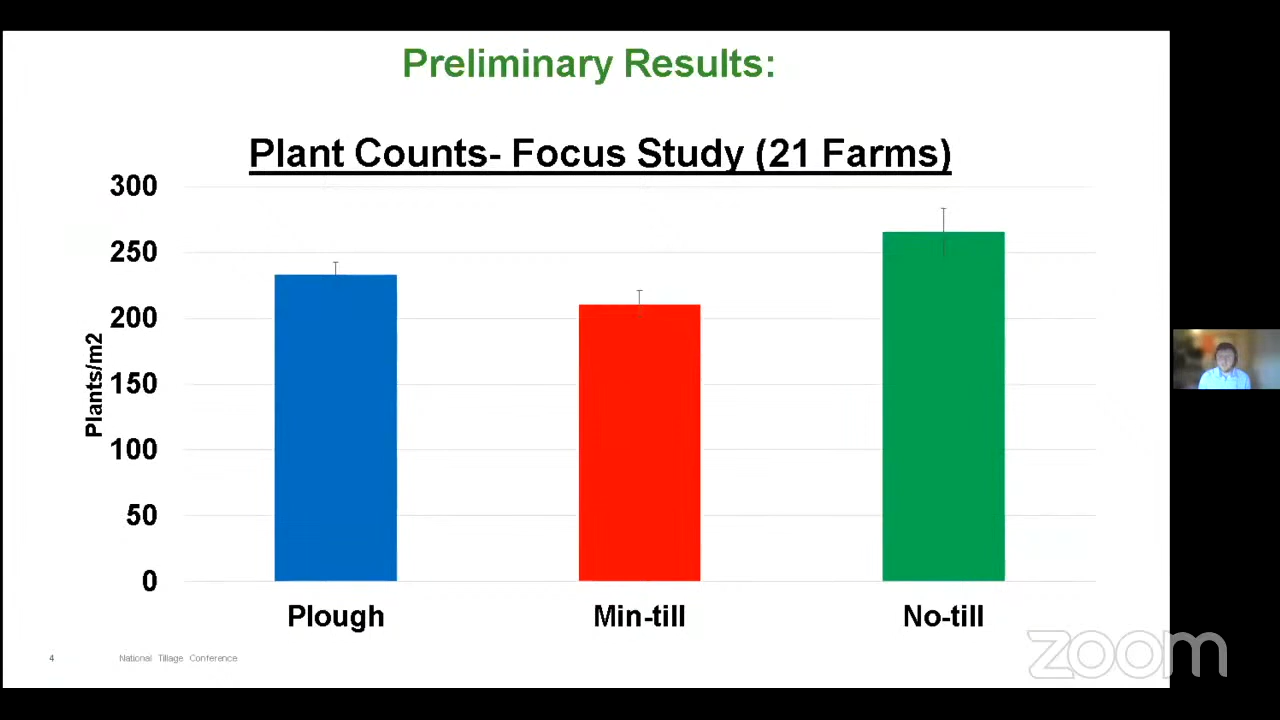 Preliminary Results:
Plant Counts- Focus Study (21 Farms)
300
250
200
150
100
50
0
Plants/m2
Plough
Min-till
No-till
4
National Tillage Conference
zoom